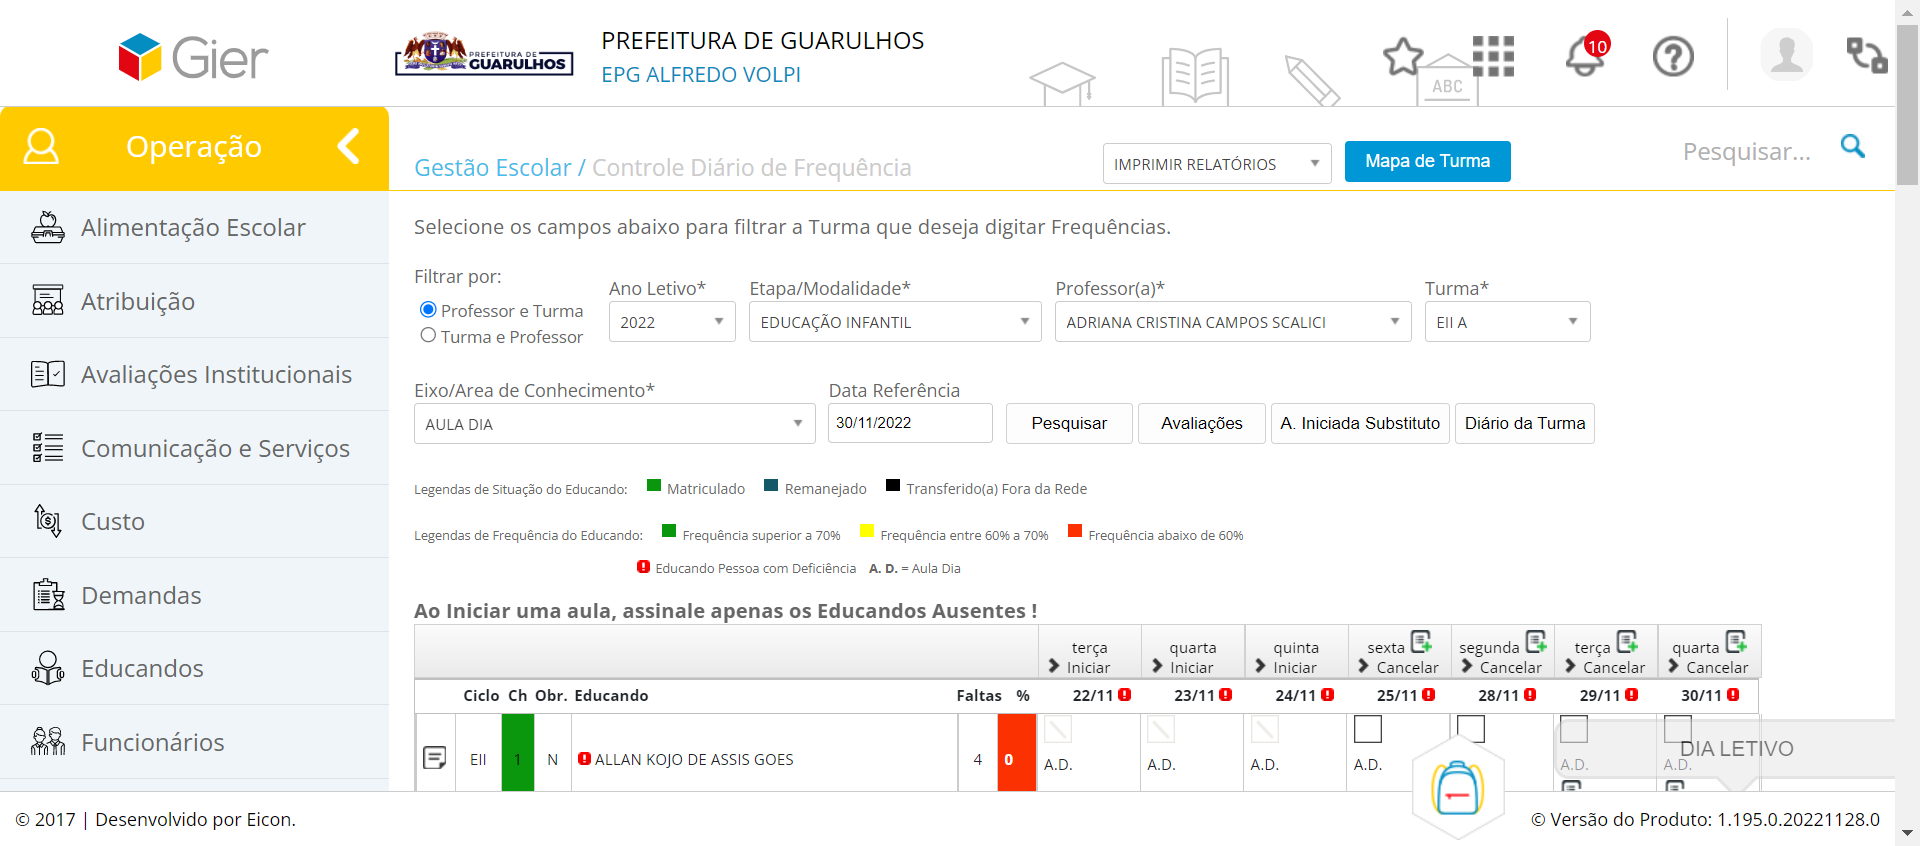 Gier
PREFEITURA DE
GUARULHOS
PREFEITURA DE GUARULHOS
EPG ALFREDO VOLPI
ABC
10
Operação
Gestão Escolar / Controle Diário de Frequência
IMPRIMIR RELATÓRIOS
Mapa de Turma
Pesquisar...
Alimentação Escolar
Atribuição
Avaliações Institucionais
Comunicação e Serviços
Custo
Demandas
Educandos
Funcionários
Selecione os campos abaixo para filtrar a Turma que deseja digitar Frequências.
Filtrar por:
Professor e Turma
Turma e Professor
Ano Letivo*
2022
Etapa/Modalidade*
EDUCAÇÃO INFANTIL
Professor(a)*
ADRIANA CRISTINA CAMPOS SCALICI
Turma*
EII A
Eixo/Area de Conhecimento*
AULA DIA
Data Referência
30/11/2022
Pesquisar
Avaliações
A. Iniciada Substituto
Diário da Turma
Legendas de Situação do Educando: Matriculado Remanejado Transferido(a) Fora da Rede
Legendas de Frequência do Educando: Frequência superior a 70% Frequência entre 60% a 70% Frequência abaixo de 60%
Educando Pessoa com Deficiência A. D. = Aula Dia
Ao Iniciar uma aula, assinale apenas os Educandos Ausentes !
terça quarta quinta sexta segunda terça quarta
Iniciar Iniciar Iniciar Cancelar Cancelar Cancelar Cancelar
Ciclo Ch Obr. Educando Faltas % 22/11 23/11 24/11 25/11 28/11 29/11 30/11
EII 1 N ALLAN KOJO DE ASSIS GOES 4 0 A.D. A.D. A.D. A.D. A.D. A.D.
DIA LETIVO
© 2017 | Desenvolvido por Eicon.
© Versão do Produto: 1.195.0.20221128.0